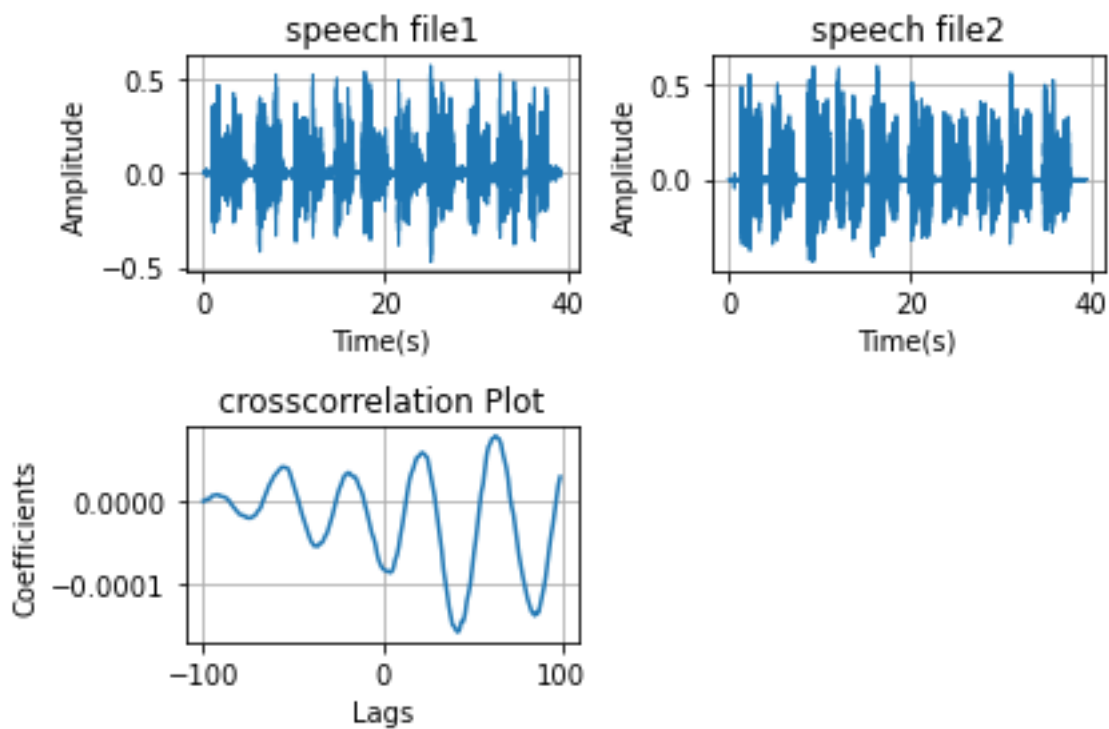 speech file1
Amplitude
0.5
0.0
−0.5
0
20
40
Time(s)
speech file2
Amplitude
0.5
0.0
0
20
40
Time(s)
crosscorrelation Plot
Coefficients
0.0000
−0.0001
−100
0
100
Lags